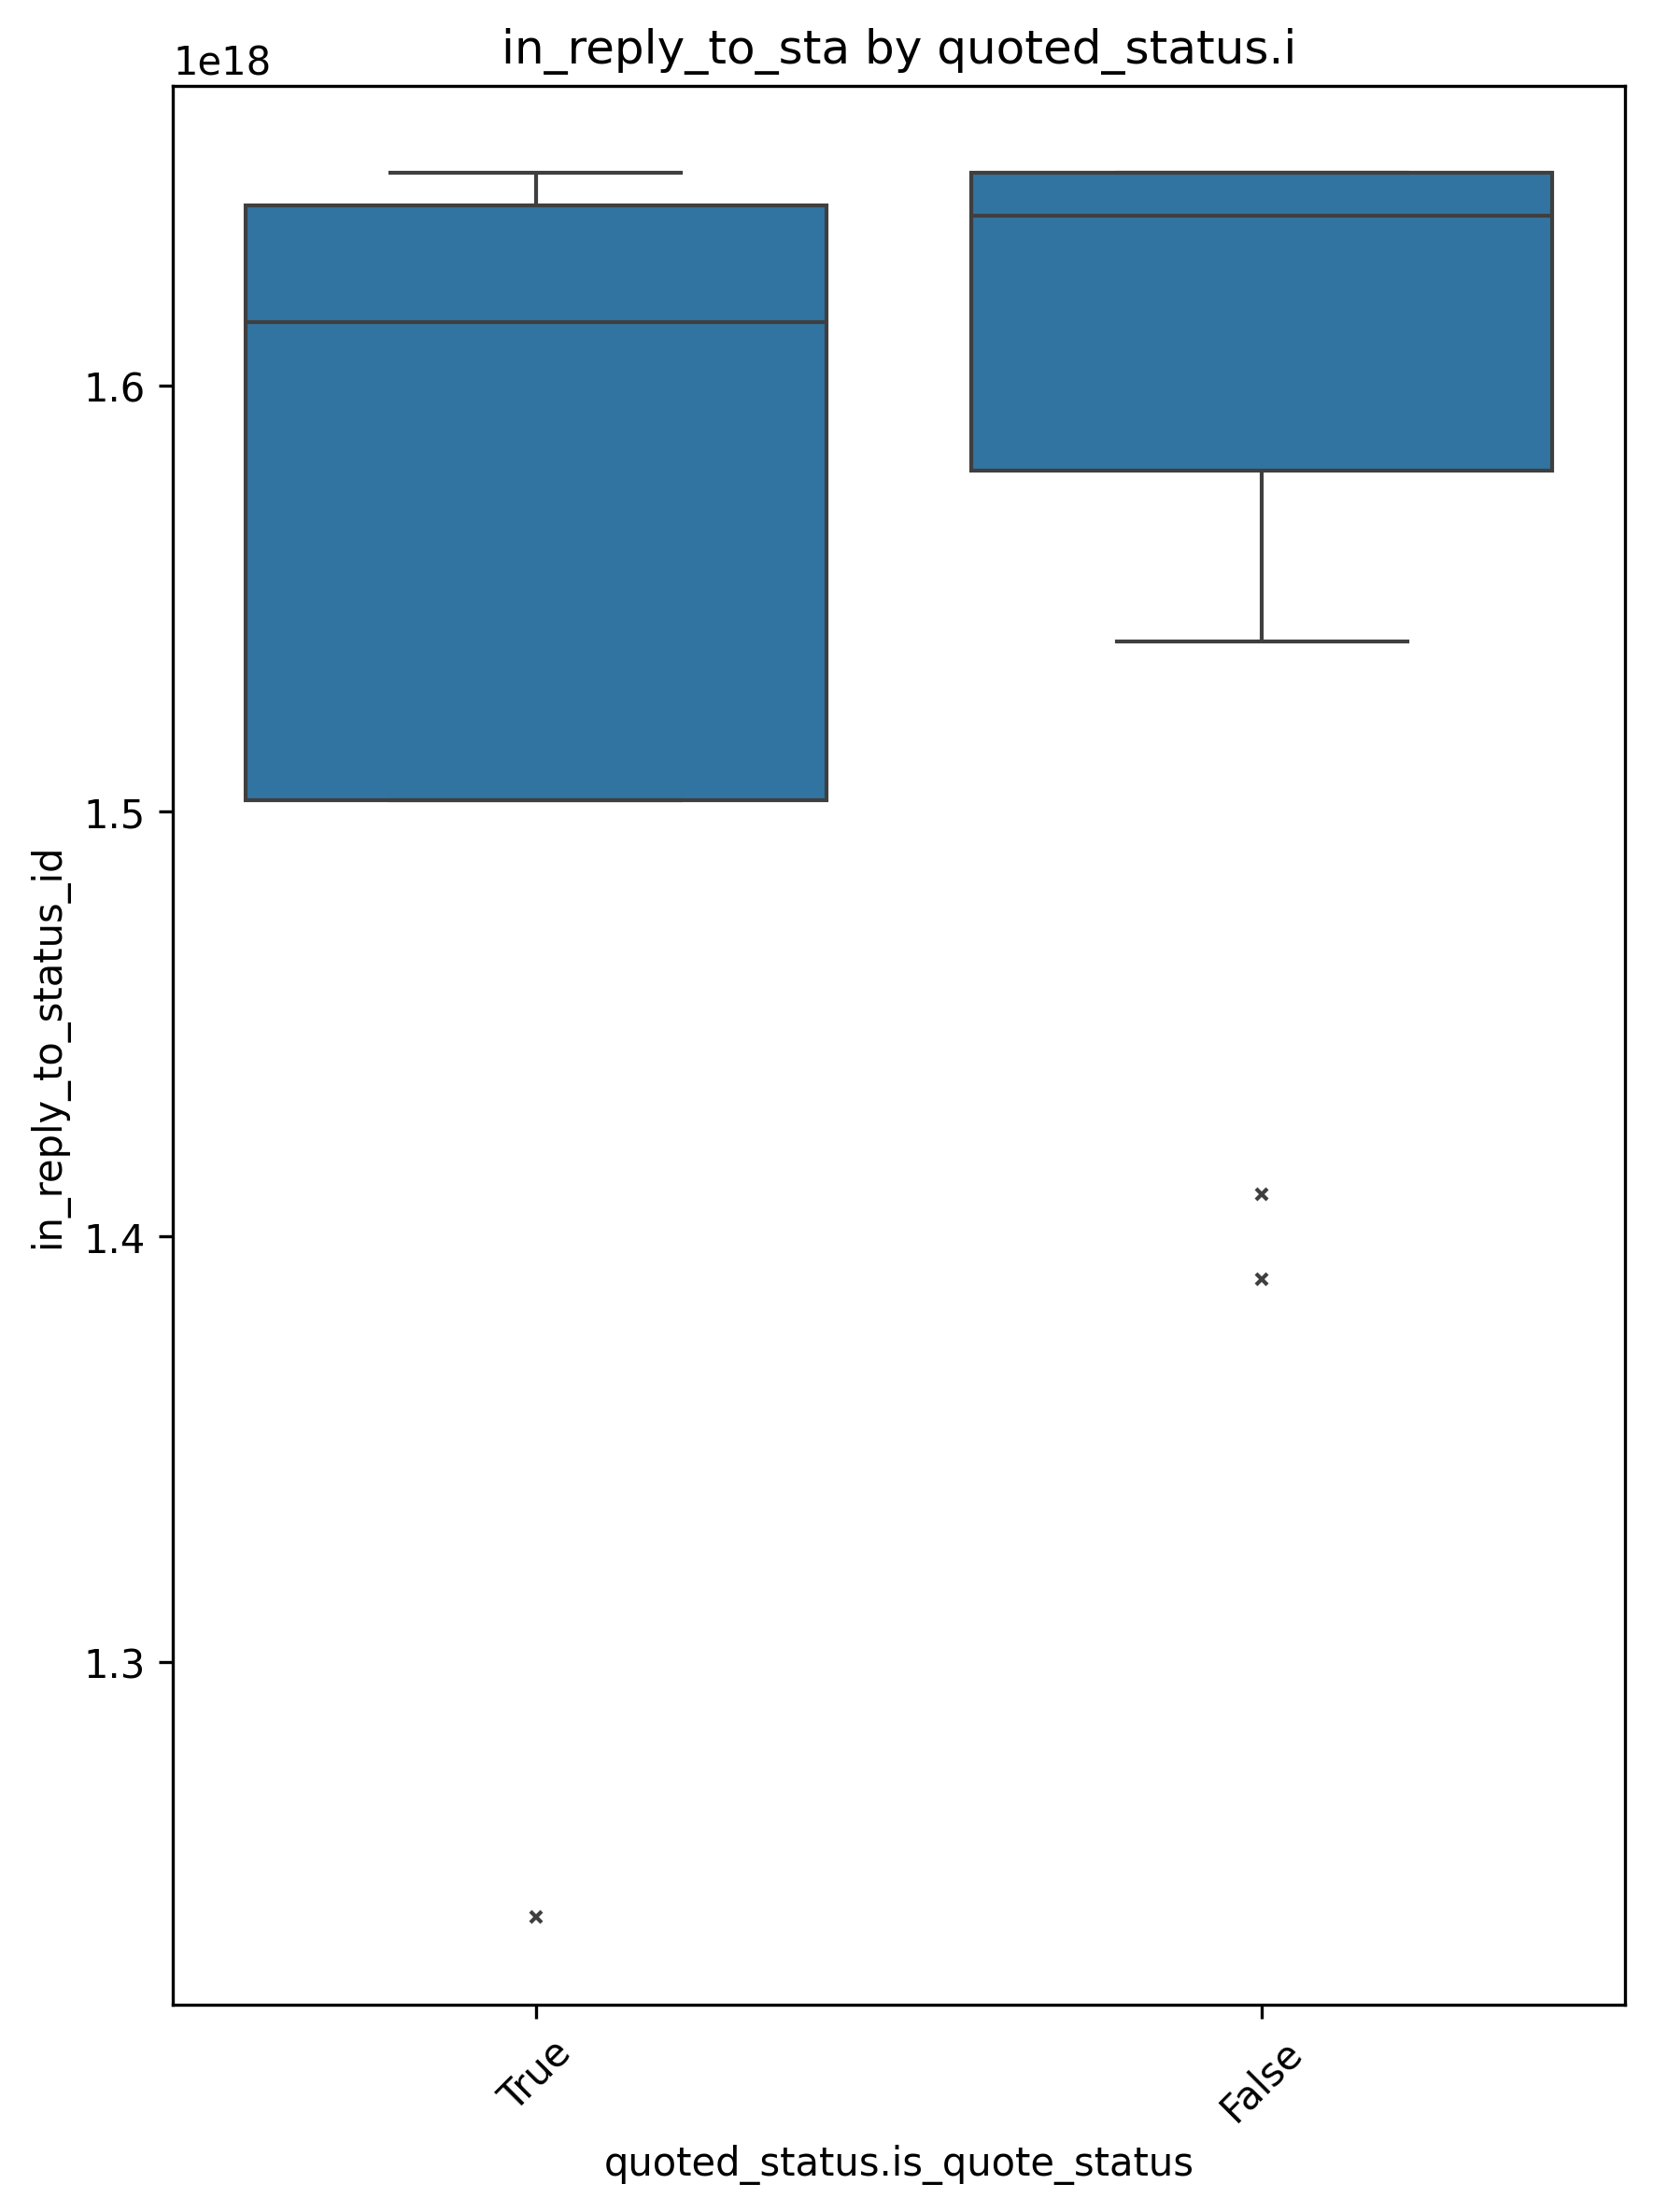 in_reply_to_sta by quoted_status.i
1e18
1.6
1.5
1.4
1.3
in_reply_to_status_id
True
False
quoted_status.is_quote_status